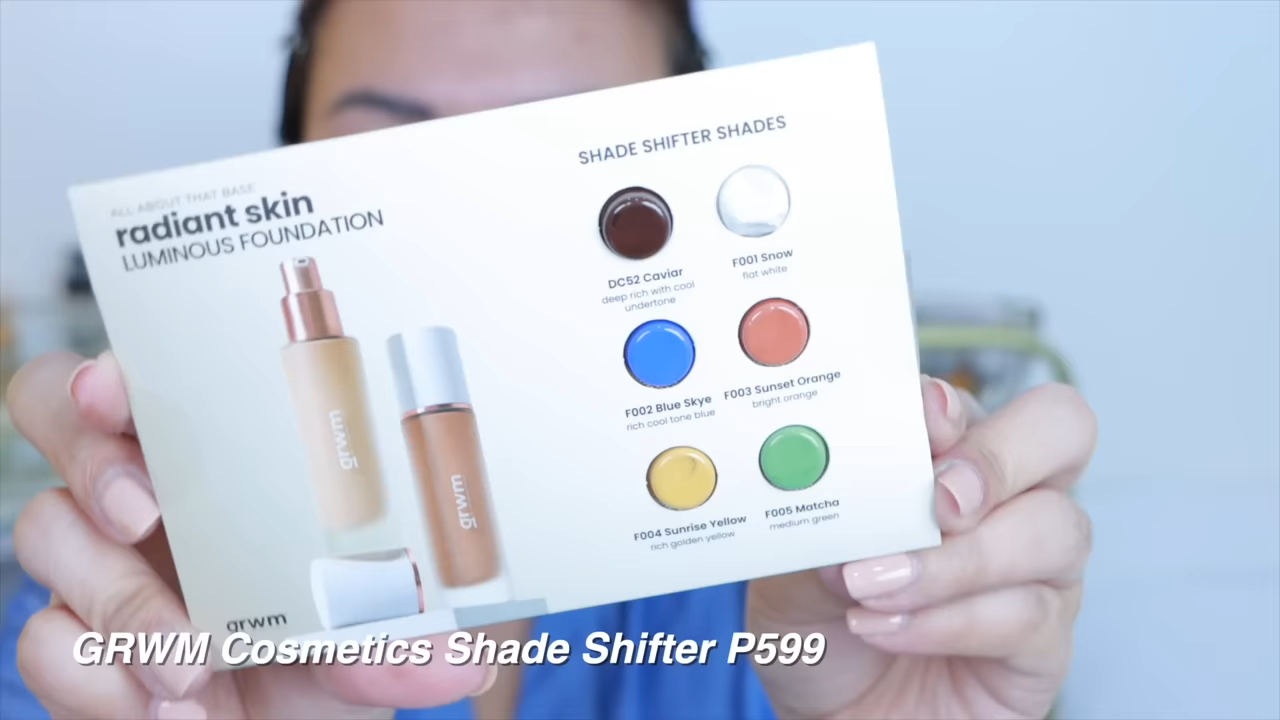 ALL ABOUT THAT BASE
radiant skin
LUMINOUS FOUNDATION
grwm
grwm
grwm
SHADE SHIFTER SHADES
DC52 Caviar
deep rich with cool
undertone
F001 Snow
flat white
F002 Blue Skye
rich cool tone blue
F003 Sunset Orange
bright orange
F004 Sunrise Yellow
rich golden yellow
F005 Matcha
medium green
GRWM Cosmetics Shade Shifter P599